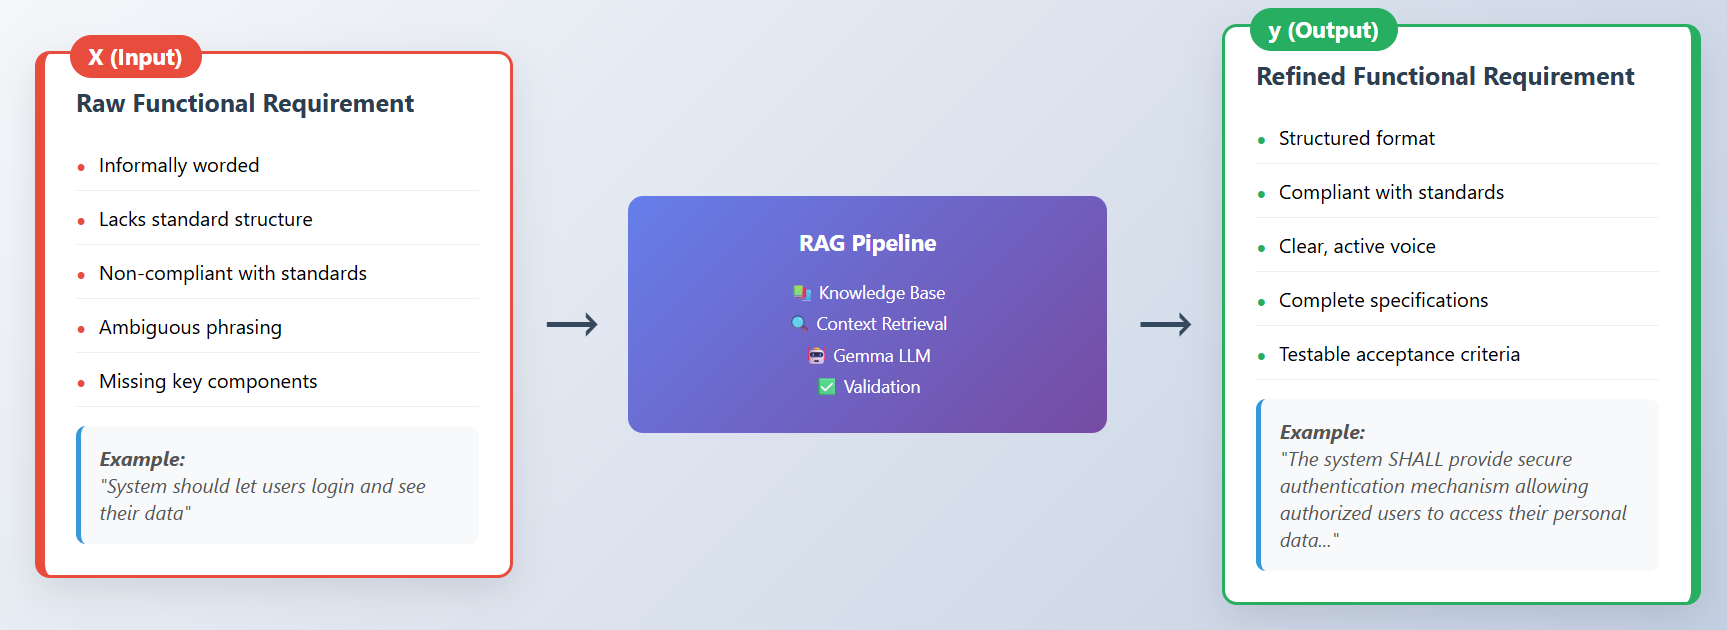 X (Input)
Raw Functional Requirement
Informally worded
Lacks standard structure
Non-compliant with standards
Ambiguous phrasing
Missing key components
Example:
"System should let users login and see
their data"
RAG Pipeline
Knowledge Base
Context Retrieval
Gemma LLM
Validation
y (Output)
Refined Functional Requirement
Structured format
Compliant with standards
Clear, active voice
Complete specifications
Testable acceptance criteria
Example:
"The system SHALL provide secure
authentication mechanism allowing
authorized users to access their personal
data..."